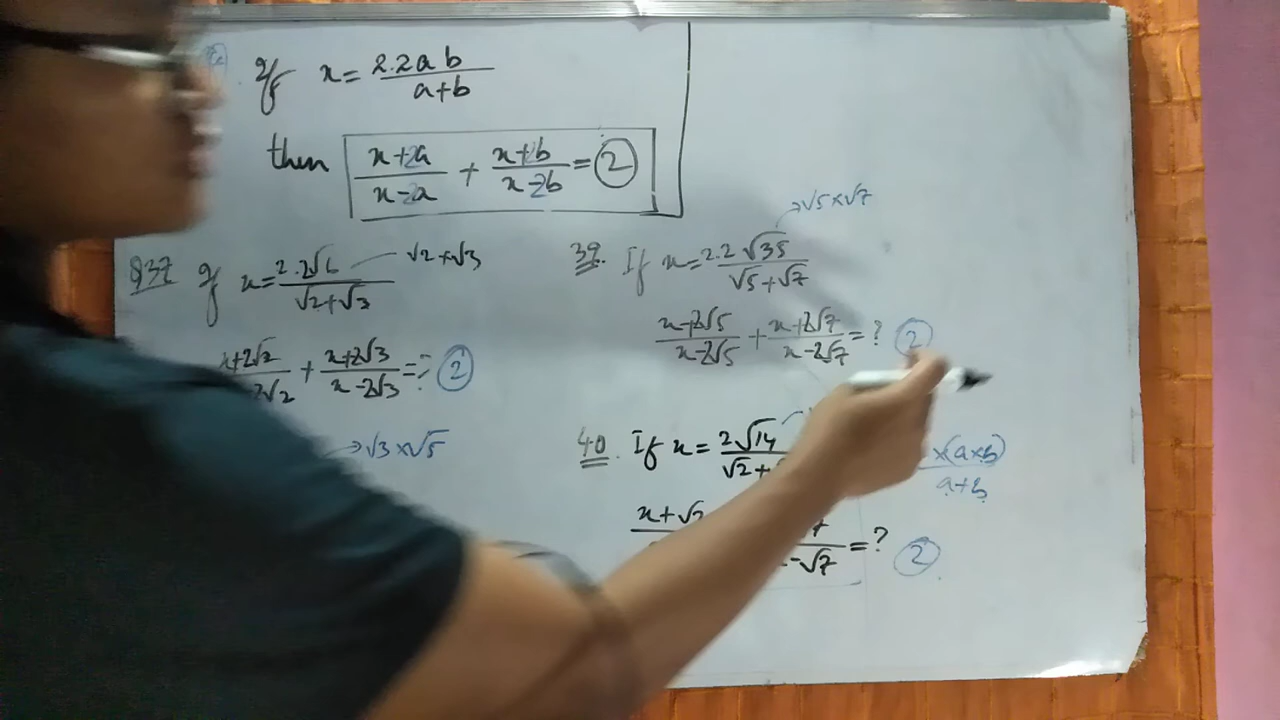 If x = 2.2ab / a+b
then x+2a / x-2a + x+2b / x-2b = 2
Q37 If x = 2.2√6 / √2+√3 √2×√3
x+2√2 / 2√2 + x+2√3 / x-2√3 = ? 2
→√3×√5
39. If x = 2.2√35 / √5+√7 →√5×√7
x+2√5 / x-2√5 + x+2√7 / x-2√7 = ? 2
40. If x = 2√14 / √2+
×(a×b) / a+b
x+√2 -√7 = ? 2